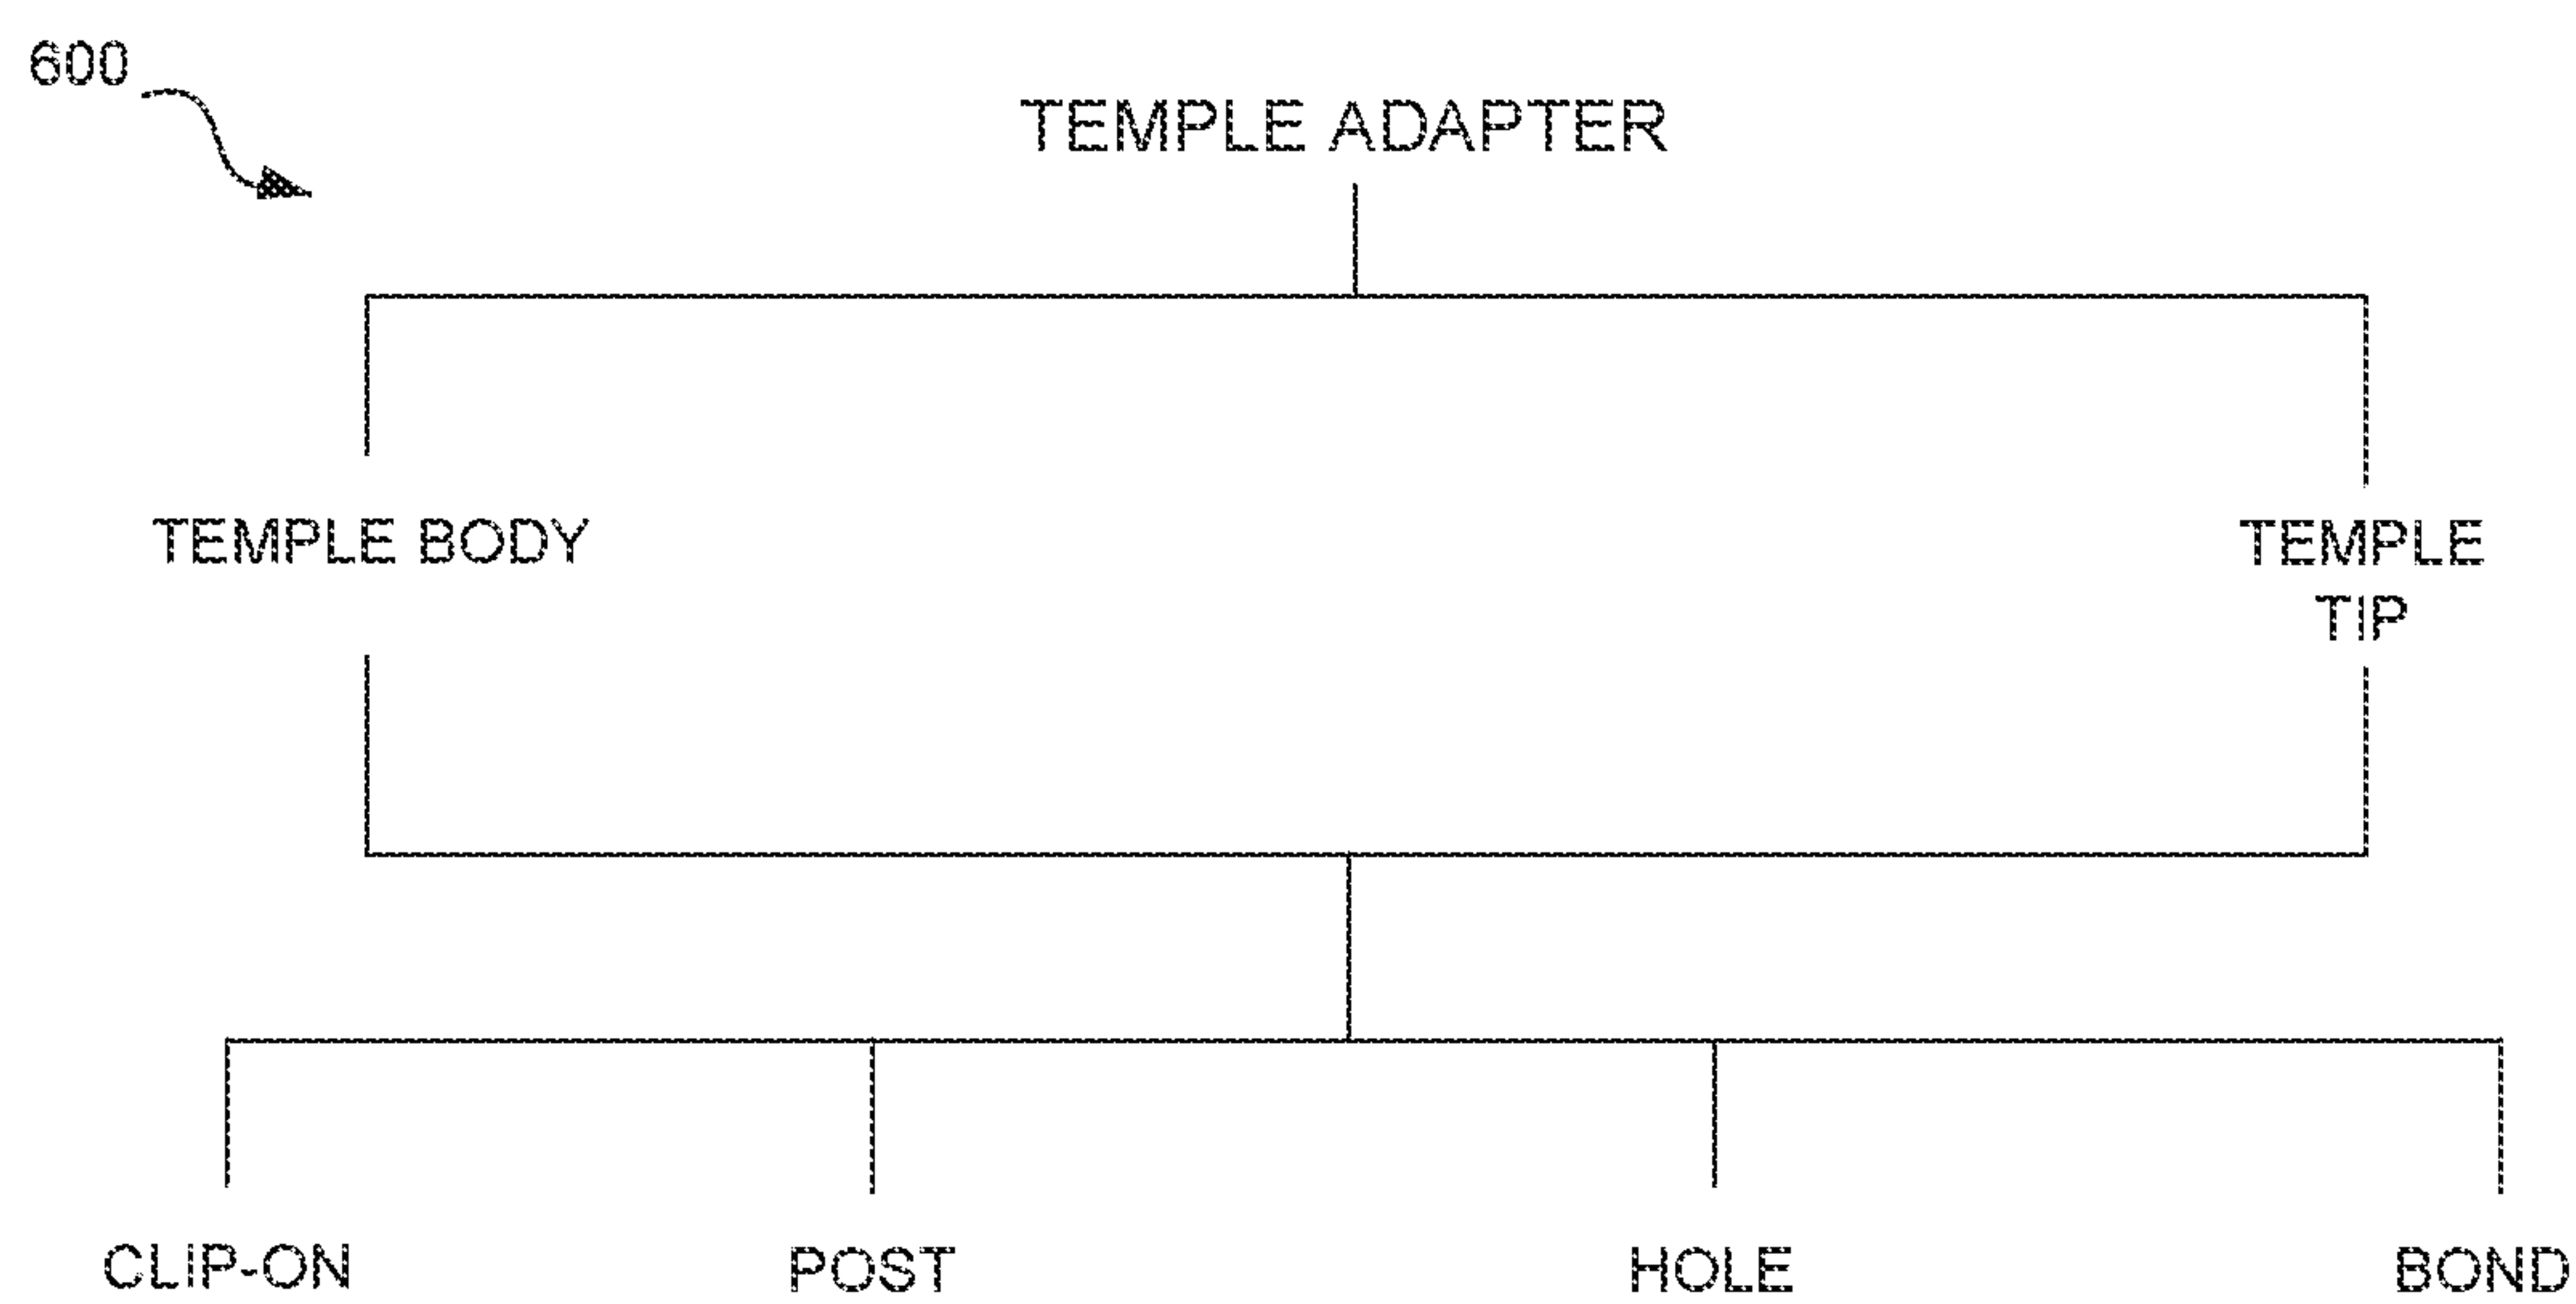 600
TEMPLE ADAPTER
TEMPLE BODY
TEMPLE
TIP
CLIP-ON
POST
HOLE
BOND